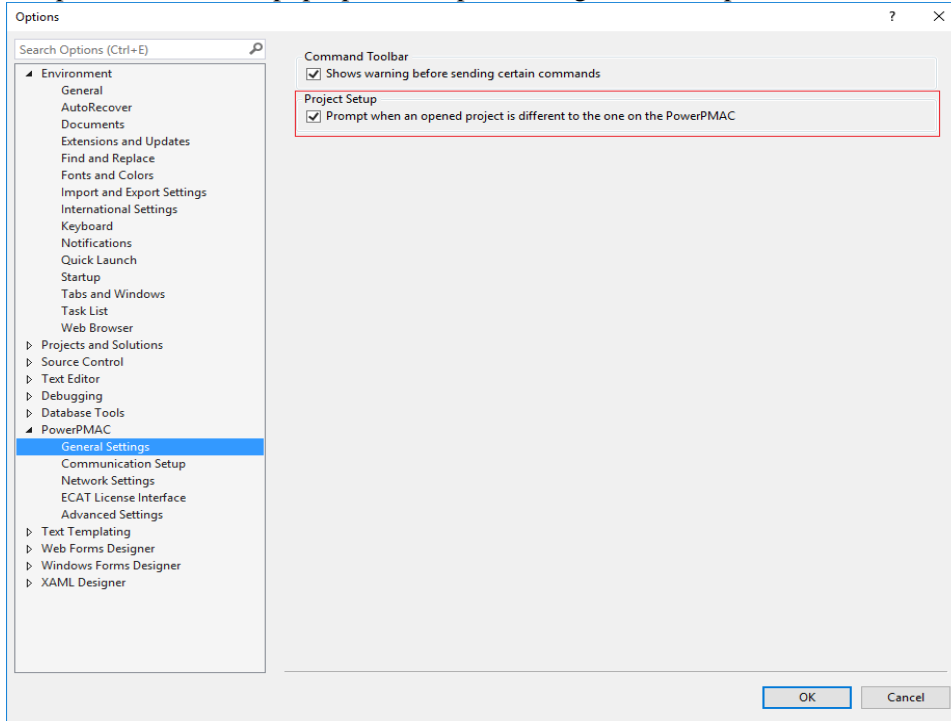 Options
?
Search Options (Ctrl+E)
Environment
General
AutoRecover
Documents
Extensions and Updates
Find and Replace
Fonts and Colors
Import and Export Settings
International Settings
Keyboard
Notifications
Quick Launch
Startup
Tabs and Windows
Task List
Web Browser
Projects and Solutions
Source Control
Text Editor
Debugging
Database Tools
PowerPMAC
General Settings
Communication Setup
Network Settings
ECAT License Interface
Advanced Settings
Text Templating
Web Forms Designer
Windows Forms Designer
XAML Designer
Command Toolbar
Shows warning before sending certain commands
Project Setup
Prompt when an opened project is different to the one on the PowerPMAC
OK
Cancel